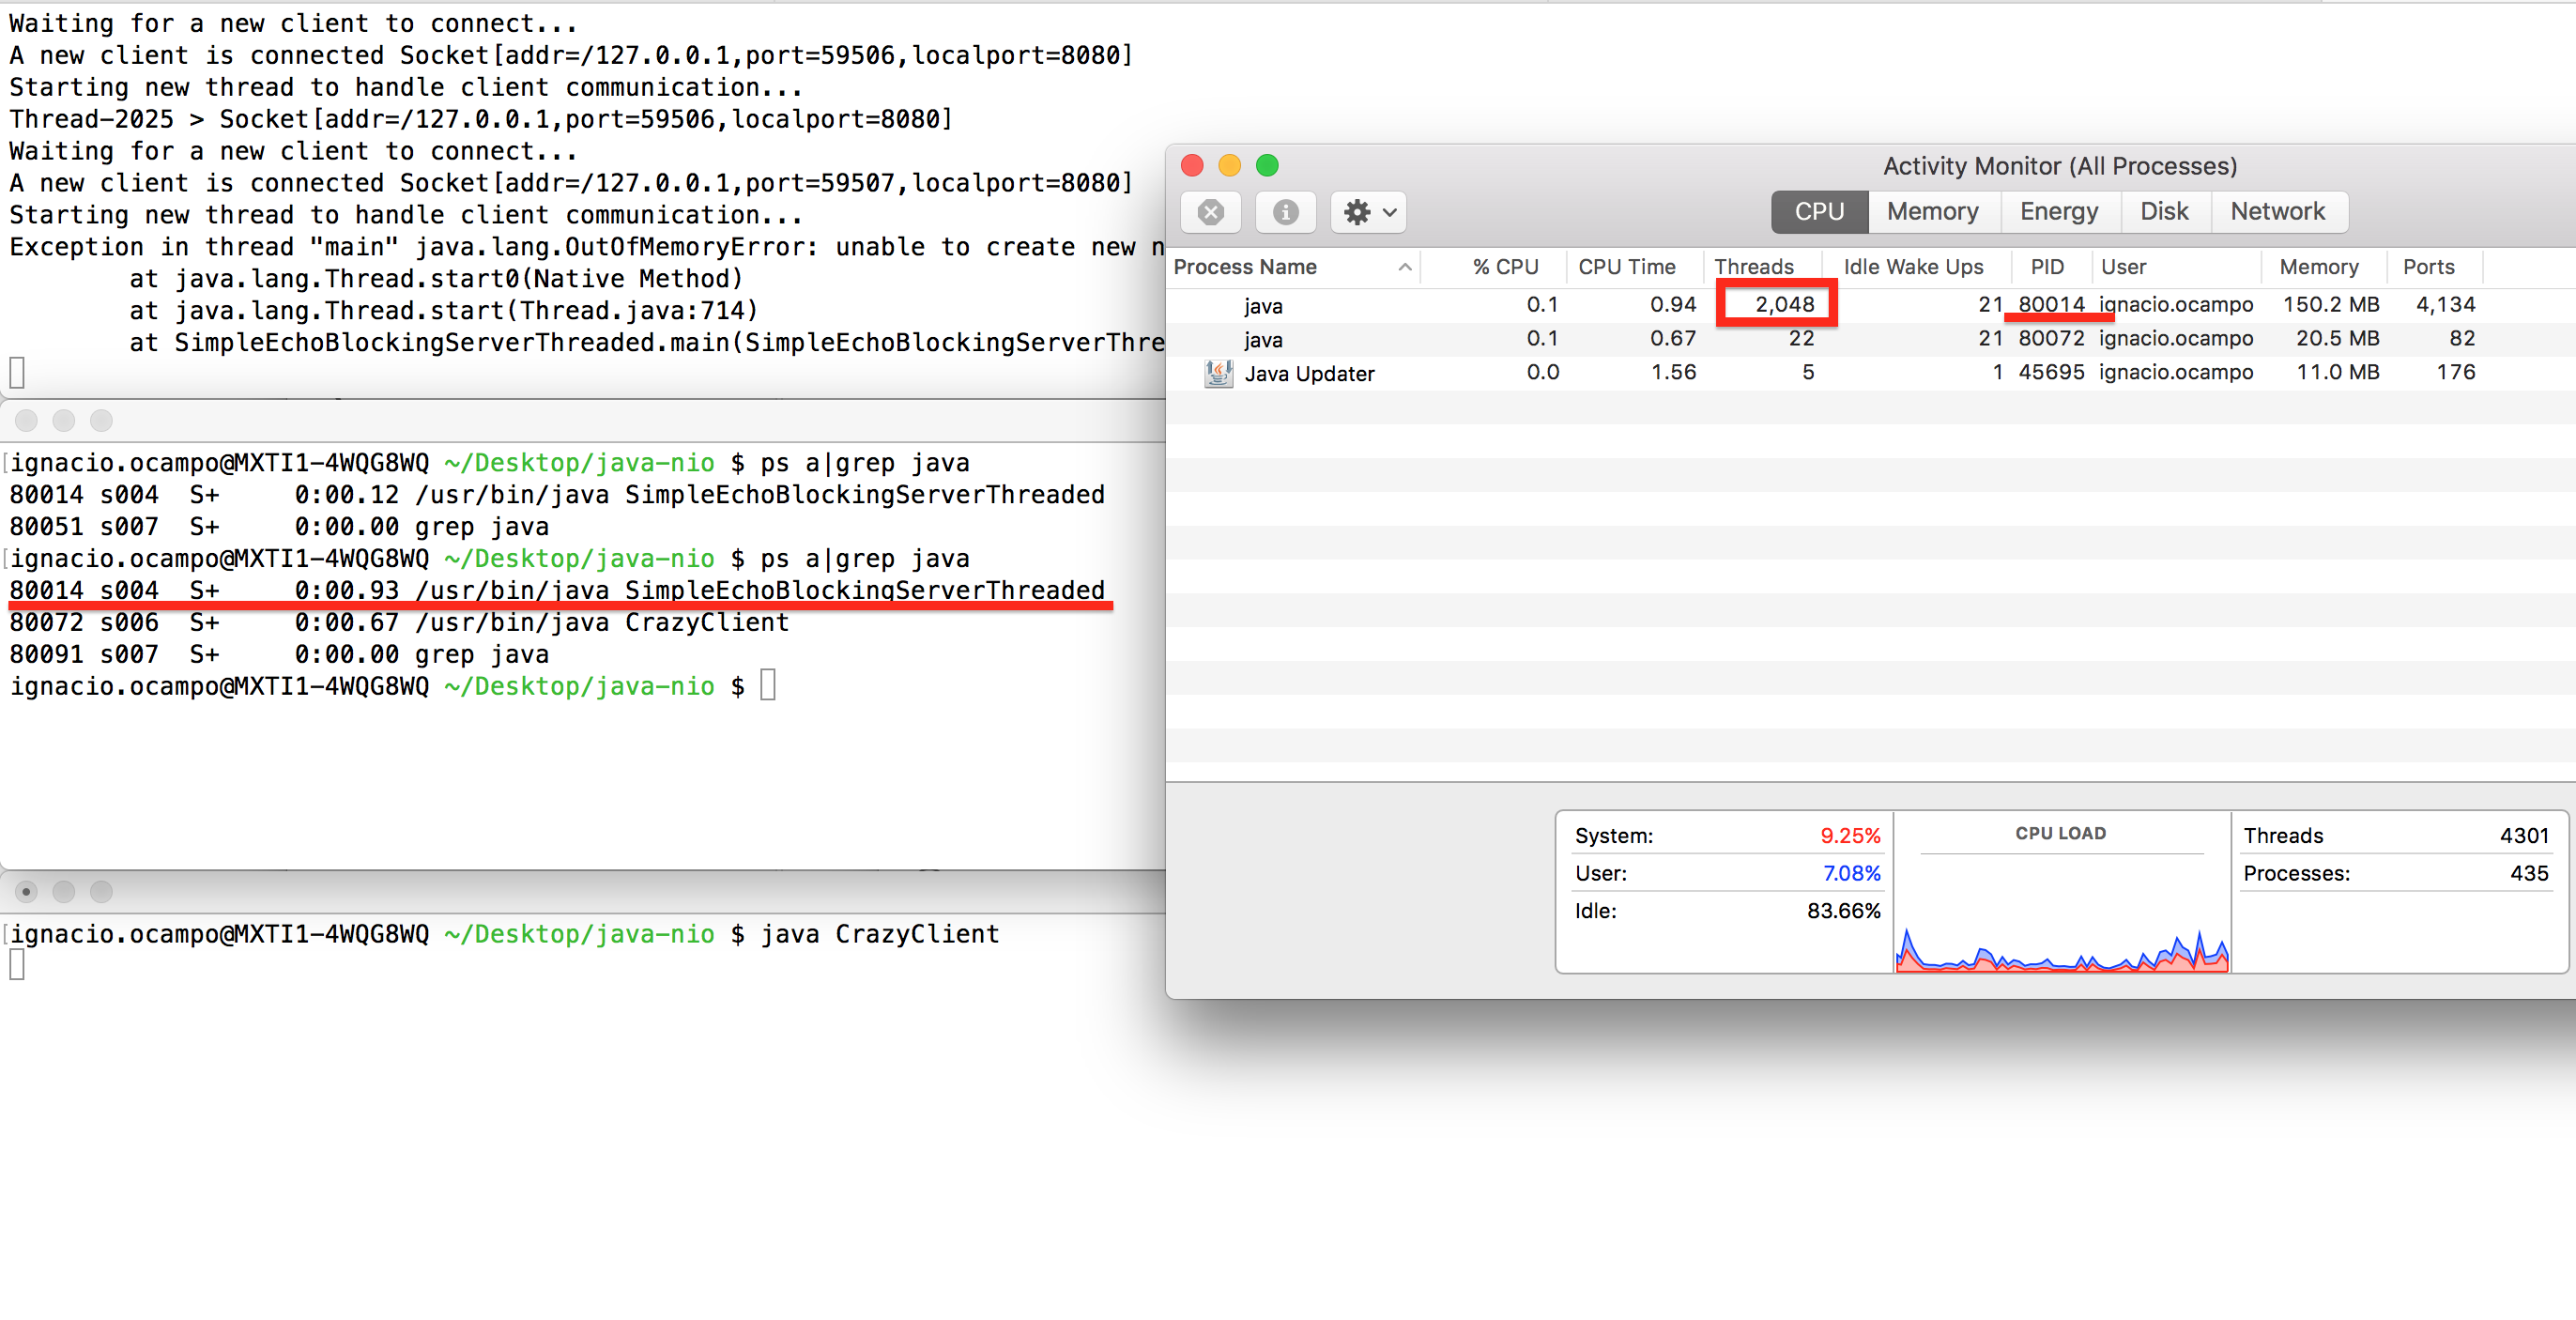 Waiting for a new client to connect...
A new client is connected Socket[addr=/127.0.0.1,port=59506,localport=8080]
Starting new thread to handle client communication...
Thread-2025 > Socket[addr=/127.0.0.1,port=59506,localport=8080]
Waiting for a new client to connect...
A new client is connected Socket[addr=/127.0.0.1,port=59507,localport=8080]
Starting new thread to handle client communication...
Exception in thread "main" java.lang.OutOfMemoryError: unable to create new n
at java.lang.Thread.start0(Native Method)
at java.lang.Thread.start(Thread.java:714)
at SimpleEchoBlockingServerThreaded.main(SimpleEchoBlockingServerThre
[ignacio.ocampo@MXTI1-4WQG8WQ ~/Desktop/java-nio $ ps a|grep java
80014 s004 S+ 0:00.12 /usr/bin/java SimpleEchoBlockingServerThreaded
80051 s007 S+ 0:00.00 grep java
[ignacio.ocampo@MXTI1-4WQG8WQ ~/Desktop/java-nio $ ps a|grep java
80014 s004 S+ 0:00.93 /usr/bin/java SimpleEchoBlockingServerThreaded
80072 s006 S+ 0:00.67 /usr/bin/java CrazyClient
80091 s007 S+ 0:00.00 grep java
ignacio.ocampo@MXTI1-4WQG8WQ ~/Desktop/java-nio $
[ignacio.ocampo@MXTI1-4WQG8WQ ~/Desktop/java-nio $ java CrazyClient
Activity Monitor (All Processes)
CPU Memory Energy Disk Network
Process Name % CPU CPU Time Threads Idle Wake Ups PID User Memory Ports
java 0.1 0.94 2,048 21 80014 ignacio.ocampo 150.2 MB 4,134
java 0.1 0.67 22 21 80072 ignacio.ocampo 20.5 MB 82
Java Updater 0.0 1.56 5 1 45695 ignacio.ocampo 11.0 MB 176
System: 9.25% CPU LOAD Threads 4301
User: 7.08% Processes: 435
Idle: 83.66%